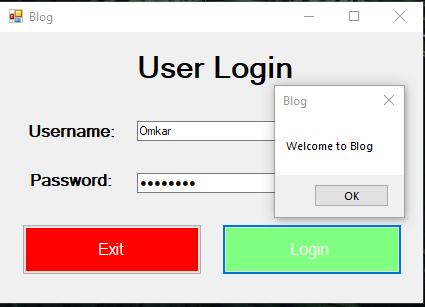 Blog
User Login
Blog
Username:
Omkar
Welcome to Blog
Password:
••••••••
OK
Exit
Login